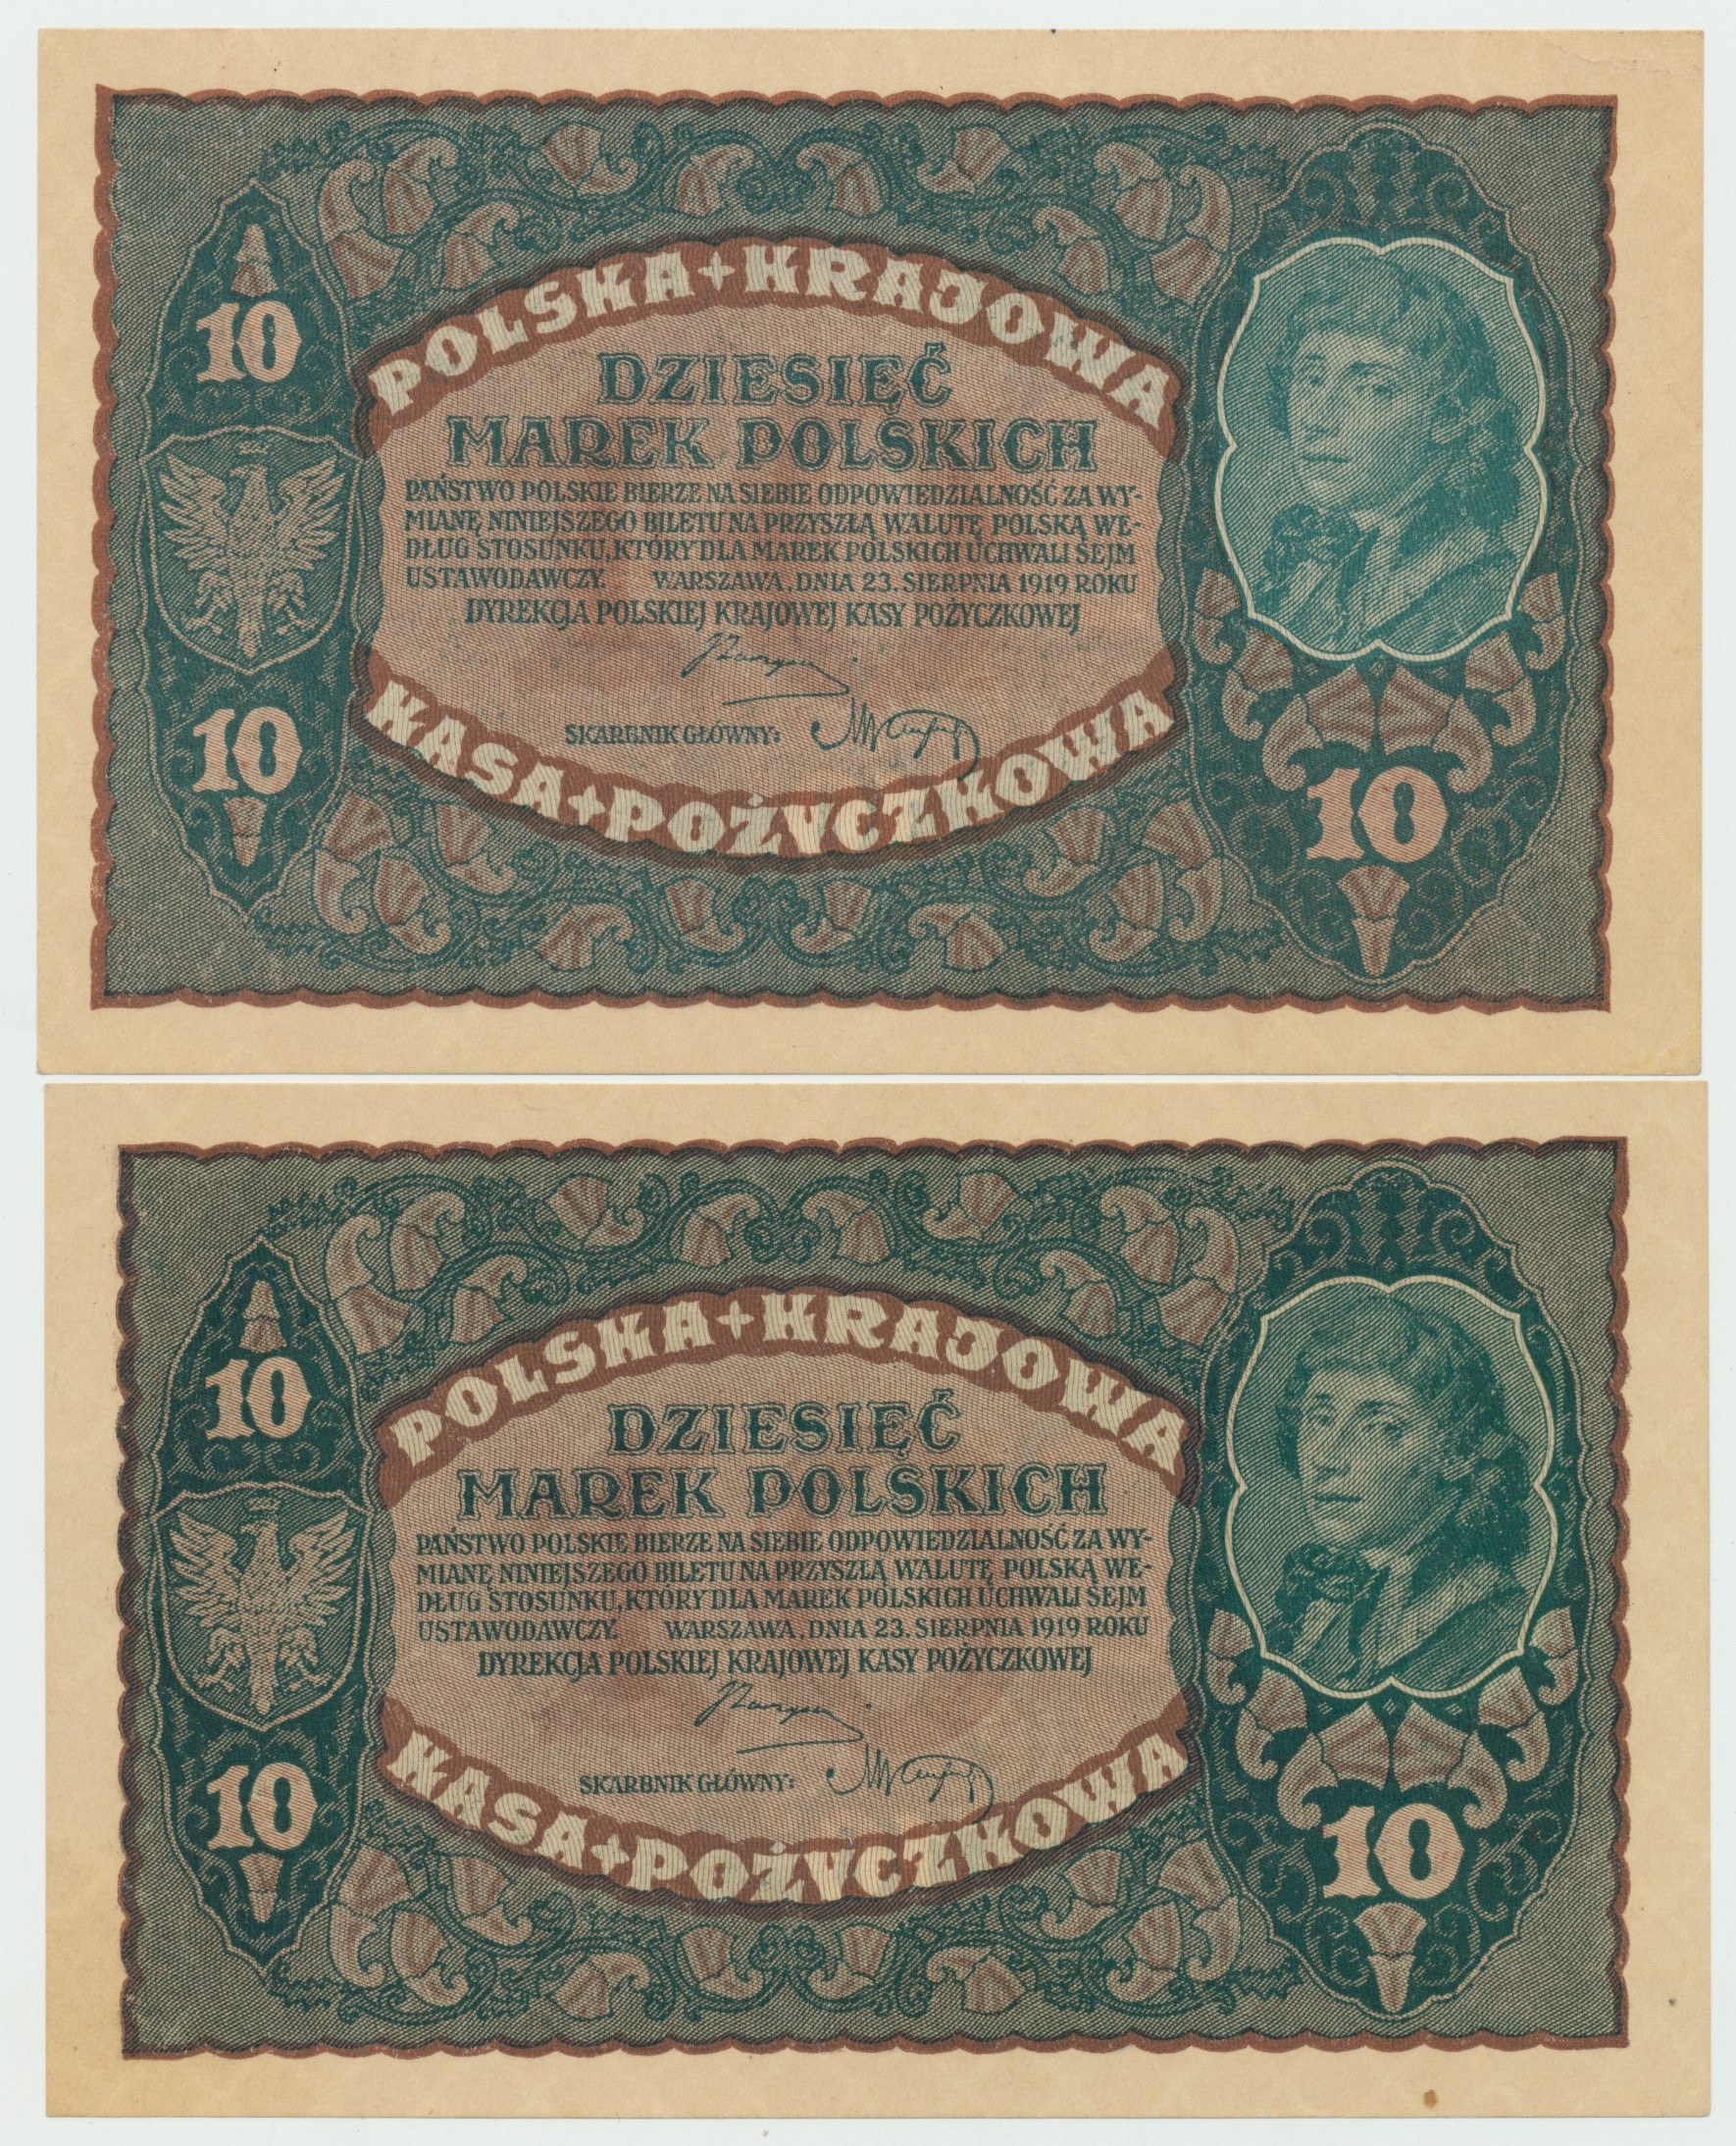 POLSKA+KRAJOWA
10
DZIESIĘĆ
MAREK POLSKICH
PAŃSTWO POLSKIE BIERZE NA SIEBIE ODPOWIEDZIALNOŚĆ ZA WY-
MIANĘ NINIEJSZEGO BILETU NA PRZYSZŁĄ WALUTĘ POLSKĄ WE-
DŁUG STOSUNKU, KTÓRY DLA MAREK POLSKICH UCHWALI SEJM
USTAWODAWCZY. WARSZAWA, DNIA 23. SIERPNIA 1919 ROKU
DYREKCJA POLSKIEJ KRAJOWEJ KASY POŻYCZKOWEJ
SKARBNIK GŁÓWNY:
10
KASA+POŻYCZKOWA
10
POLSKA+KRAJOWA
10
DZIESIĘĆ
MAREK POLSKICH
PAŃSTWO POLSKIE BIERZE NA SIEBIE ODPOWIEDZIALNOŚĆ ZA WY-
MIANĘ NINIEJSZEGO BILETU NA PRZYSZŁĄ WALUTĘ POLSKĄ WE-
DŁUG STOSUNKU, KTÓRY DLA MAREK POLSKICH UCHWALI SEJM
USTAWODAWCZY. WARSZAWA, DNIA 23. SIERPNIA 1919 ROKU
DYREKCJA POLSKIEJ KRAJOWEJ KASY POŻYCZKOWEJ
SKARBNIK GŁÓWNY:
10
KASA+POŻYCZKOWA
10